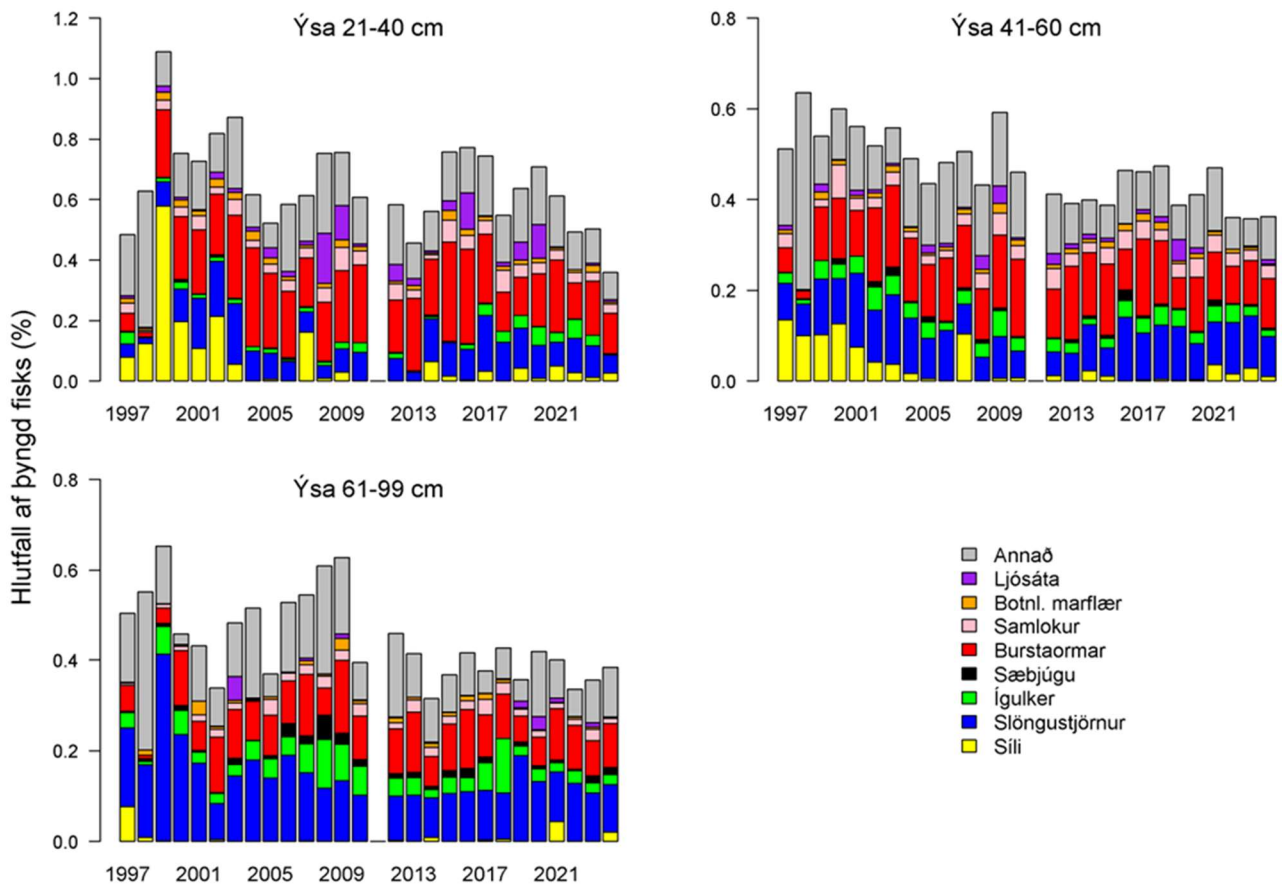 Ýsa 21-40 cm
1.2
1.0
0.8
0.6
0.4
0.2
0.0
1997 2001 2005 2009 2013 2017 2021
Ýsa 41-60 cm
0.8
0.6
0.4
0.2
0.0
1997 2001 2005 2009 2013 2017 2021
Hlutfall af þyngd fisks (%)
Ýsa 61-99 cm
0.8
0.6
0.4
0.2
0.0
1997 2001 2005 2009 2013 2017 2021
Annað
Ljósáta
Botnl. marflær
Samlokur
Burstaormar
Sæbjúgu
Ígulker
Slöngustjörnur
Síli